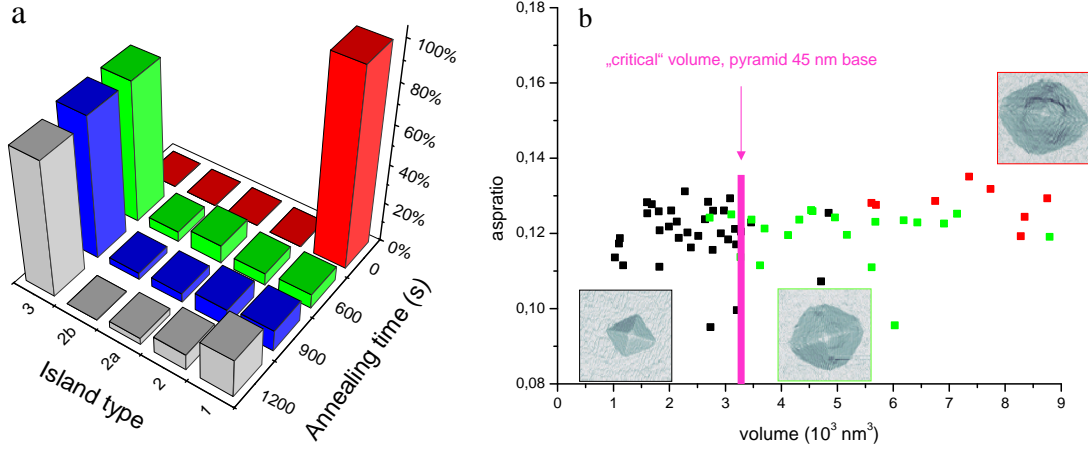 a
100%
80%
60%
40%
20%
0%
0
600
900
1200
Annealing time (s)
3
2b
2a
2
1
Island type
b
0,18
0,16
0,14
0,12
0,10
0,08
aspratio
„critical“ volume, pyramid 45 nm base
0 1 2 3 4 5 6 7 8 9
volume (10³ nm³)